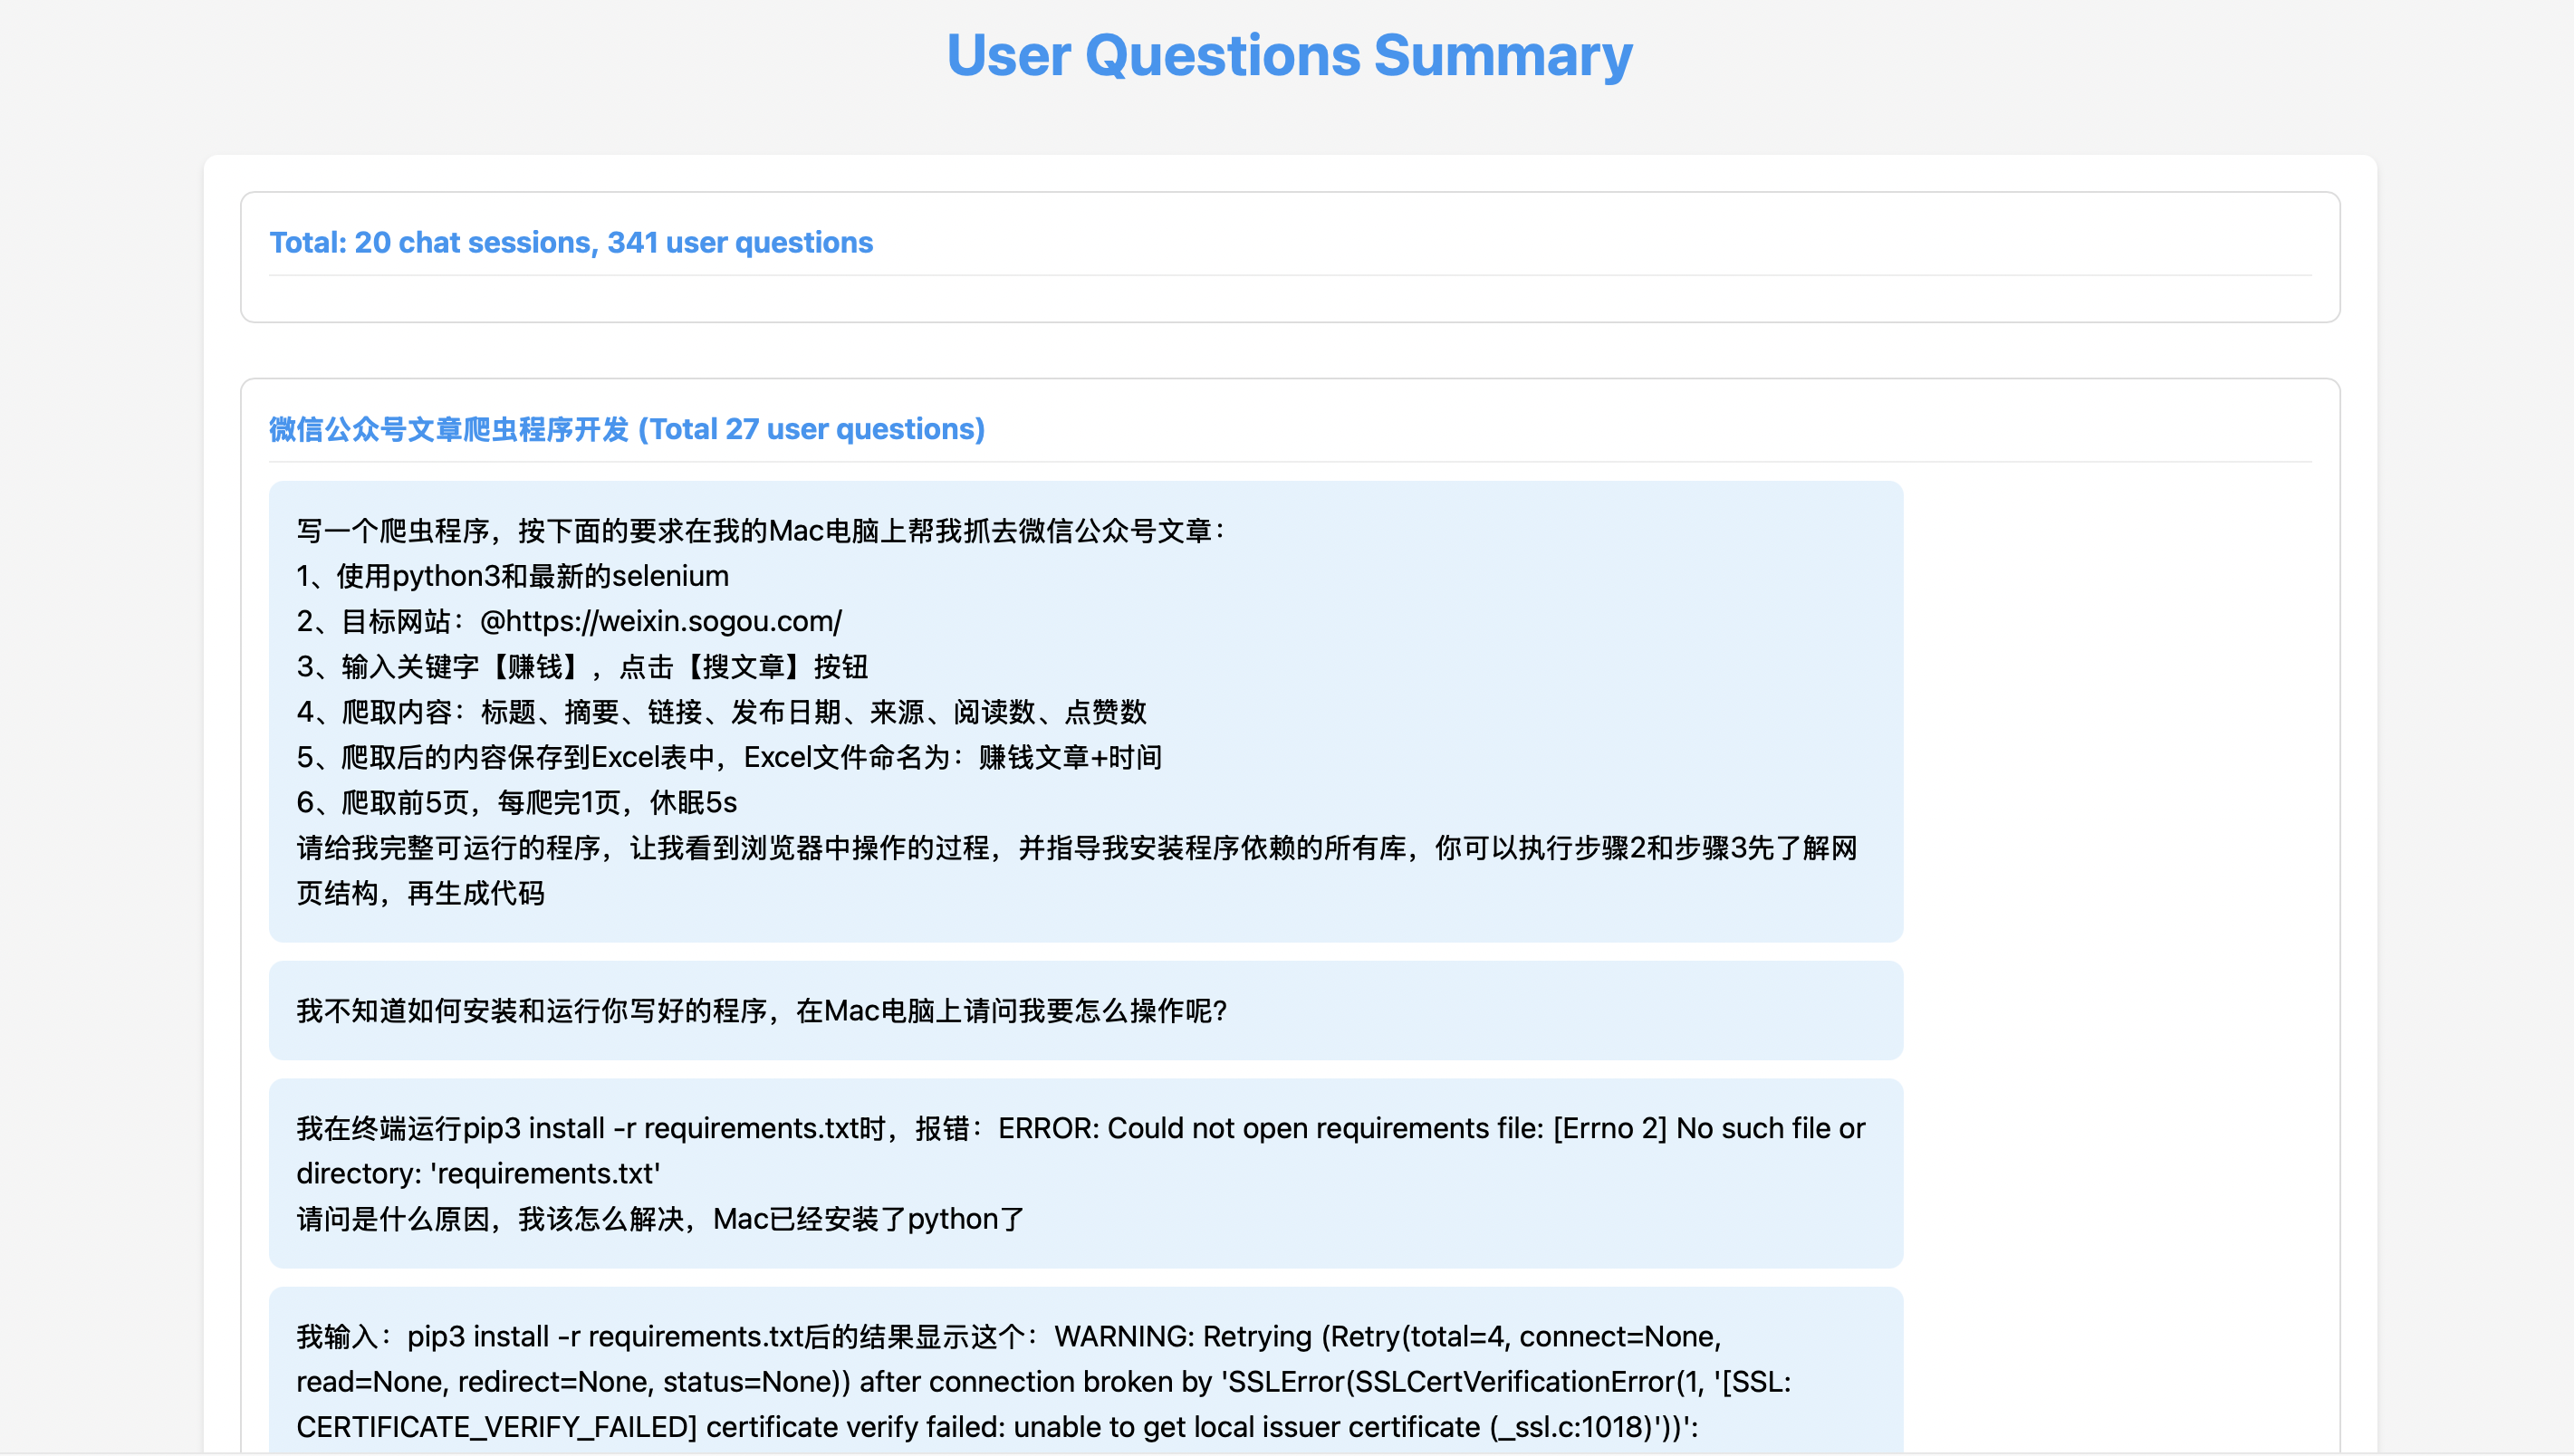 User Questions Summary
Total: 20 chat sessions, 341 user questions
微信公众号文章爬虫程序开发 (Total 27 user questions)
写一个爬虫程序，按下面的要求在我的Mac电脑上帮我抓去微信公众号文章：
1、使用python3和最新的selenium
2、目标网站：@https://weixin.sogou.com/
3、输入关键字【赚钱】，点击【搜文章】按钮
4、爬取内容：标题、摘要、链接、发布日期、来源、阅读数、点赞数
5、爬取后的内容保存到Excel表中，Excel文件命名为：赚钱文章+时间
6、爬取前5页，每爬完1页，休眠5s
请给我完整可运行的程序，让我看到浏览器中操作的过程，并指导我安装程序依赖的所有库，你可以执行步骤2和步骤3先了解网
页结构，再生成代码
我不知道如何安装和运行你写好的程序，在Mac电脑上请问我要怎么操作呢?
我在终端运行pip3 install -r requirements.txt时，报错：ERROR: Could not open requirements file: [Errno 2] No such file or
directory: 'requirements.txt'
请问是什么原因，我该怎么解决，Mac已经安装了python了
我输入：pip3 install -r requirements.txt后的结果显示这个：WARNING: Retrying (Retry(total=4, connect=None,
read=None, redirect=None, status=None)) after connection broken by 'SSLError(SSLCertVerificationError(1, '[SSL:
CERTIFICATE_VERIFY_FAILED] certificate verify failed: unable to get local issuer certificate (_ssl.c:1018)'))':